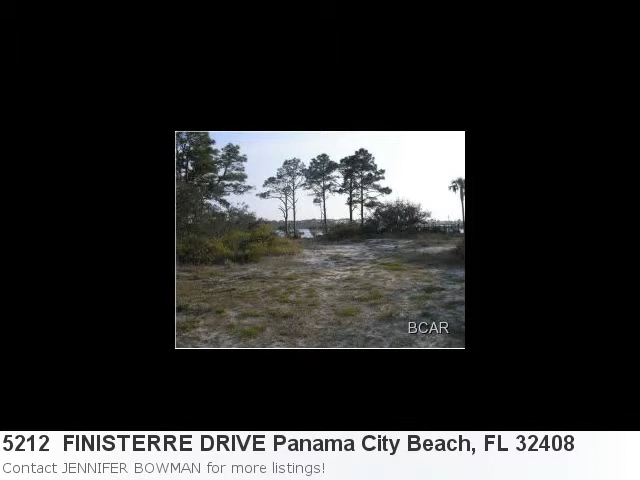 BCAR
5212 FINISTERRE DRIVE Panama City Beach, FL 32408
Contact JENNIFER BOWMAN for more listings!